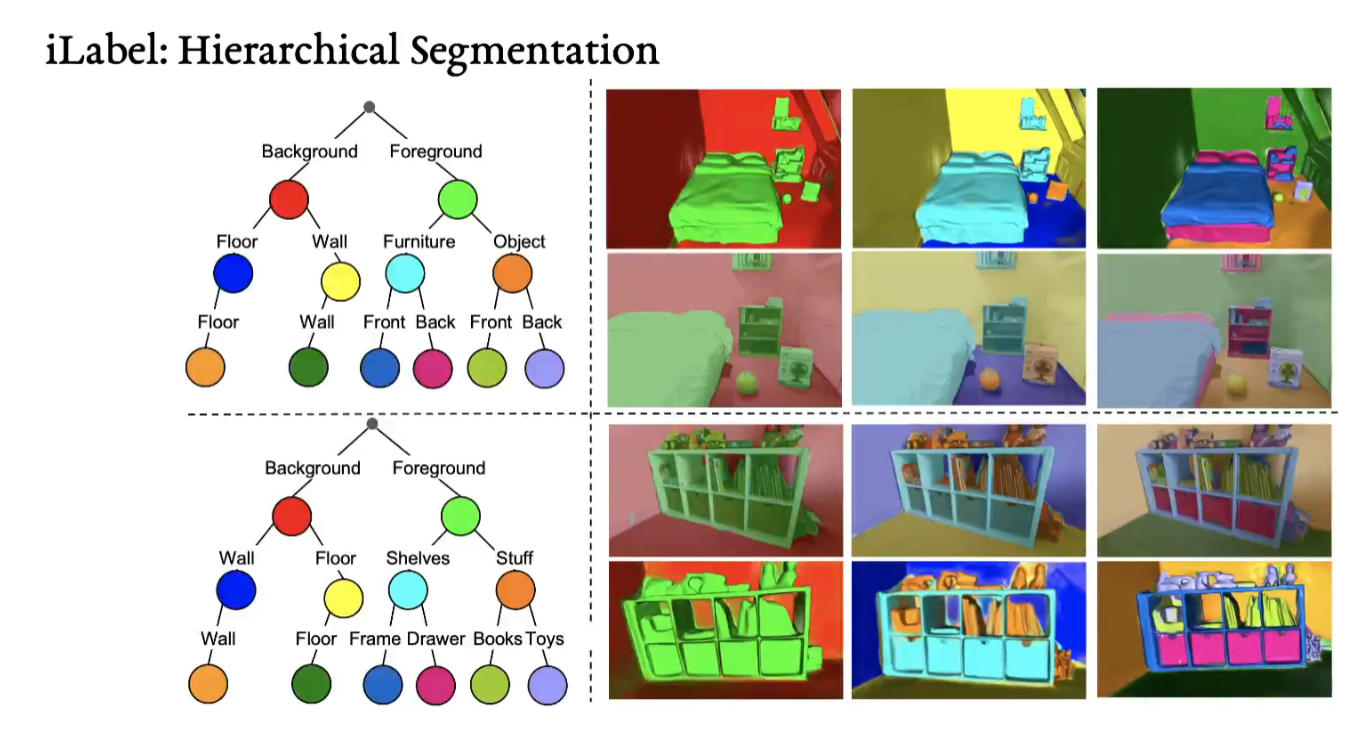 iLabel: Hierarchical Segmentation
Background Foreground
Floor Wall Furniture Object
Floor Wall Front Back Front Back
Background Foreground
Wall Floor Shelves Stuff
Wall Floor Frame Drawer Books Toys